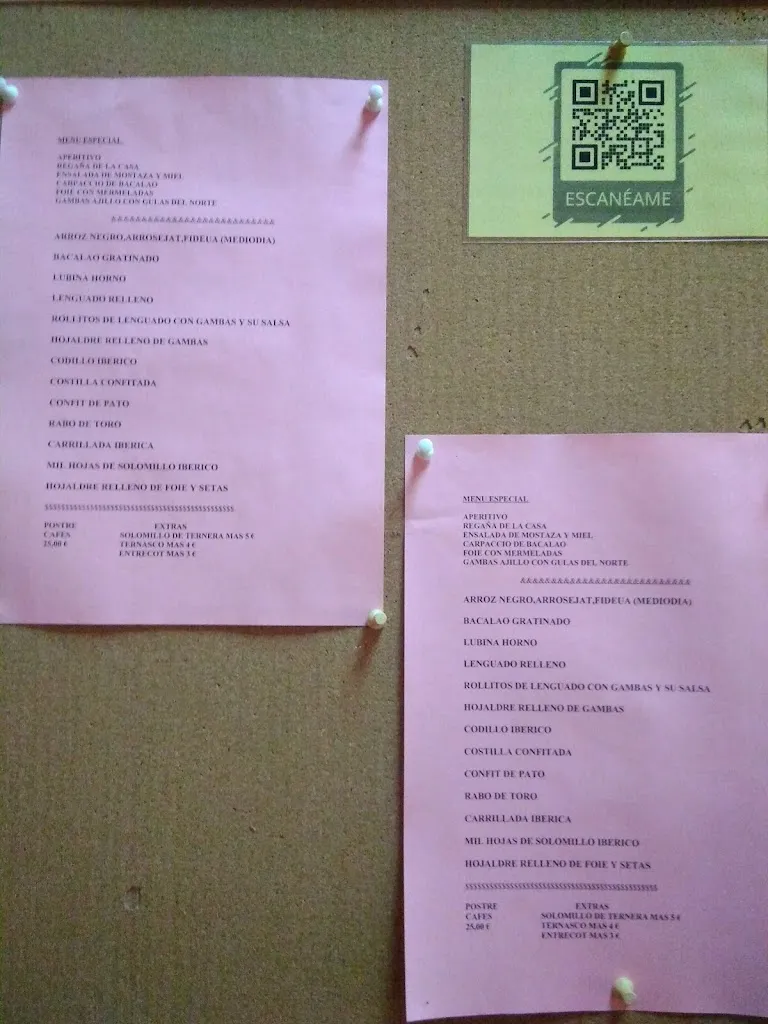 MENU ESPECIAL
APERITIVO
REGAÑA DE LA CASA
ENSALADA DE MOSTAZA Y MIEL
CARPACCIO DE BACALAO
FOIE CON MERMELADAS
GAMBAS AJILLO CON GULAS DEL NORTE
&&&&&&&&&&&&&&&&&&&&&&&&&&&
ARROZ NEGRO,ARROSEJAT,FIDEUA (MEDIODIA)
BACALAO GRATINADO
LUBINA HORNO
LENGUADO RELLENO
ROLLITOS DE LENGUADO CON GAMBAS Y SU SALSA
HOJALDRE RELLENO DE GAMBAS
CODILLO IBERICO
COSTILLA CONFITADA
CONFIT DE PATO
RABO DE TORO
CARRILLADA IBERICA
MIL HOJAS DE SOLOMILLO IBERICO
HOJALDRE RELLENO DE FOIE Y SETAS
$$$$$$$$$$$$$$$$$$$$$$$$$$$$$$$$$$$$$$$$$$$$$$$
POSTRE EXTRAS
CAFES SOLOMILLO DE TERNERA MAS 5 €
25,00 € TERNASCO MAS 4 €
ENTRECOT MAS 3 €
ESCANÉAME
MENU ESPECIAL
APERITIVO
REGAÑA DE LA CASA
ENSALADA DE MOSTAZA Y MIEL
CARPACCIO DE BACALAO
FOIE CON MERMELADAS
GAMBAS AJILLO CON GULAS DEL NORTE
&&&&&&&&&&&&&&&&&&&&&&&&&&&
ARROZ NEGRO,ARROSEJAT,FIDEUA (MEDIODIA)
BACALAO GRATINADO
LUBINA HORNO
LENGUADO RELLENO
ROLLITOS DE LENGUADO CON GAMBAS Y SU SALSA
HOJALDRE RELLENO DE GAMBAS
CODILLO IBERICO
COSTILLA CONFITADA
CONFIT DE PATO
RABO DE TORO
CARRILLADA IBERICA
MIL HOJAS DE SOLOMILLO IBERICO
HOJALDRE RELLENO DE FOIE Y SETAS
$$$$$$$$$$$$$$$$$$$$$$$$$$$$$$$$$$$$$$$$$$$$$$$
POSTRE EXTRAS
CAFES SOLOMILLO DE TERNERA MAS 5 €
25,00 € TERNASCO MAS 4 €
ENTRECOT MAS 3 €